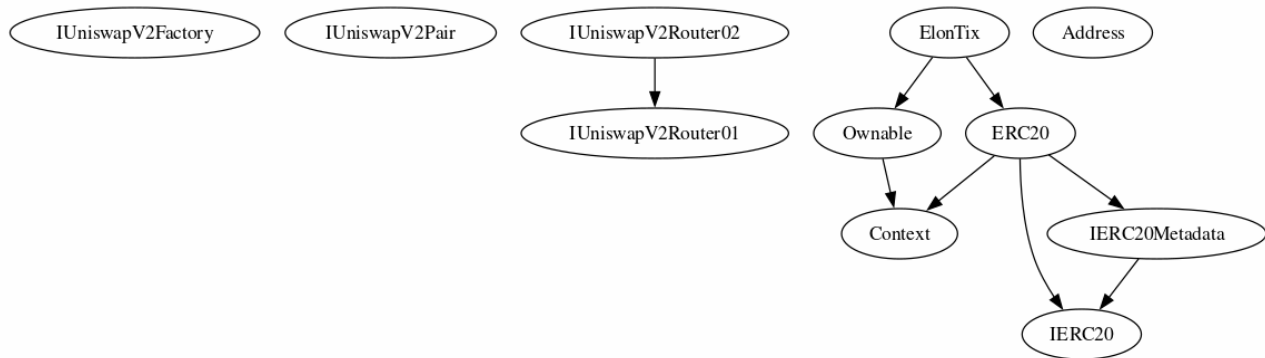 IUniswapV2Factory
IUniswapV2Pair
IUniswapV2Router02
ElonTix
Address
IUniswapV2Router01
Ownable
ERC20
Context
IERC20Metadata
IERC20